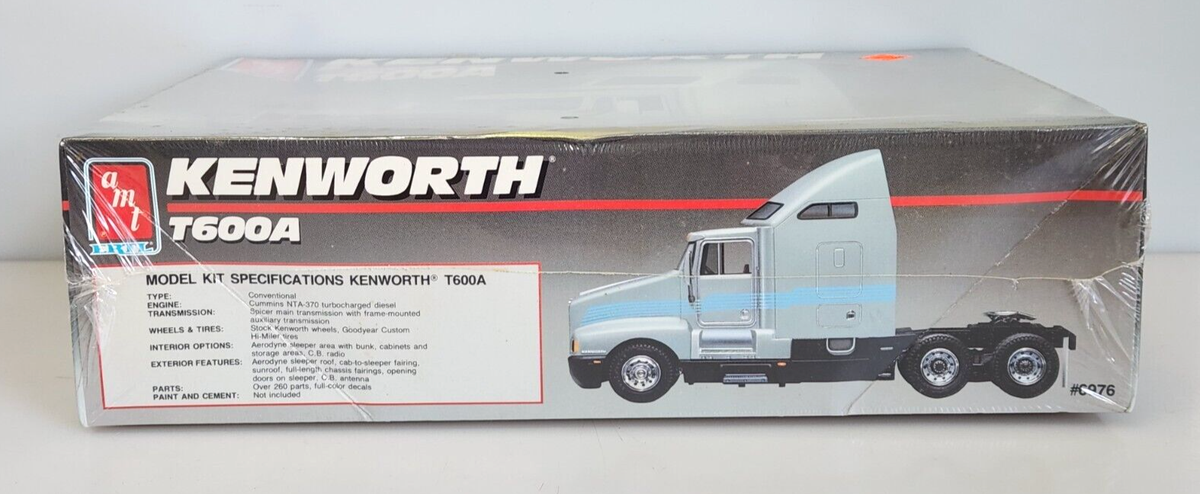 KENWORTH
T600A
amt
ERTL
KENWORTH®
T600A
MODEL KIT SPECIFICATIONS KENWORTH® T600A
TYPE: Conventional
ENGINE: Cummins NTA-370 turbocharged diesel
TRANSMISSION: Spicer main transmission with frame-mounted
auxiliary transmission
WHEELS & TIRES: Stock Kenworth wheels, Goodyear Custom
Hi-Miler tires
INTERIOR OPTIONS: Aerodyne sleeper area with bunk, cabinets and
storage areas, C.B. radio
EXTERIOR FEATURES: Aerodyne sleeper roof, cab-to-sleeper fairing,
sunroof, full-length chassis fairings, opening
doors on sleeper, C.B. antenna
PARTS: Over 260 parts, full-color decals
PAINT AND CEMENT: Not included
#6976